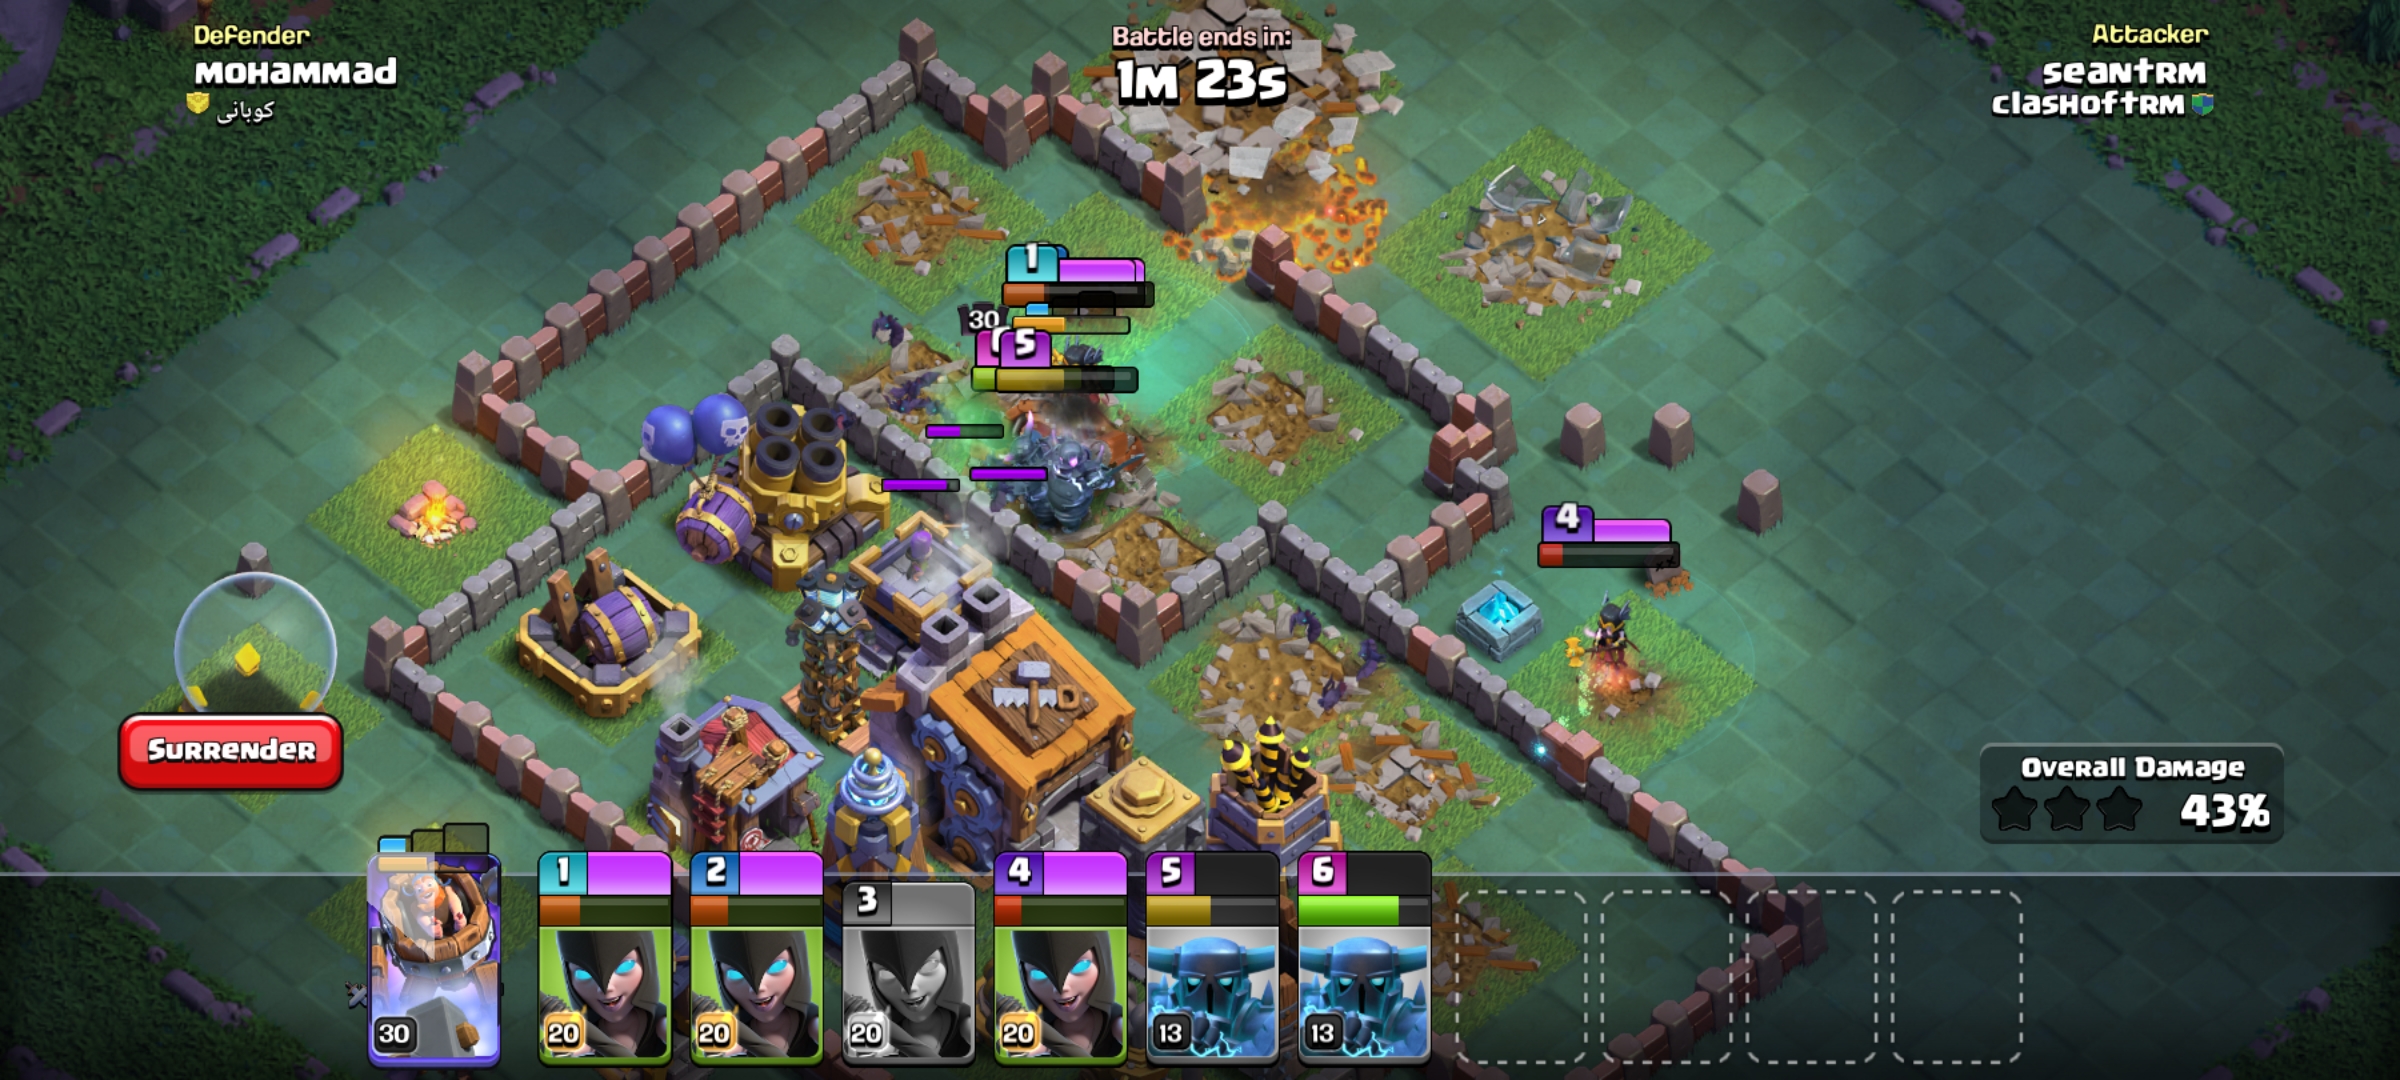 Defender
mohammad
کوبانی
Battle ends in:
1M 23s
Attacker
seantrm
clashoftrm
1
30
5
4
Surrender
Overall Damage
43%
1
2
3
4
5
6
30
20
20
20
20
13
13